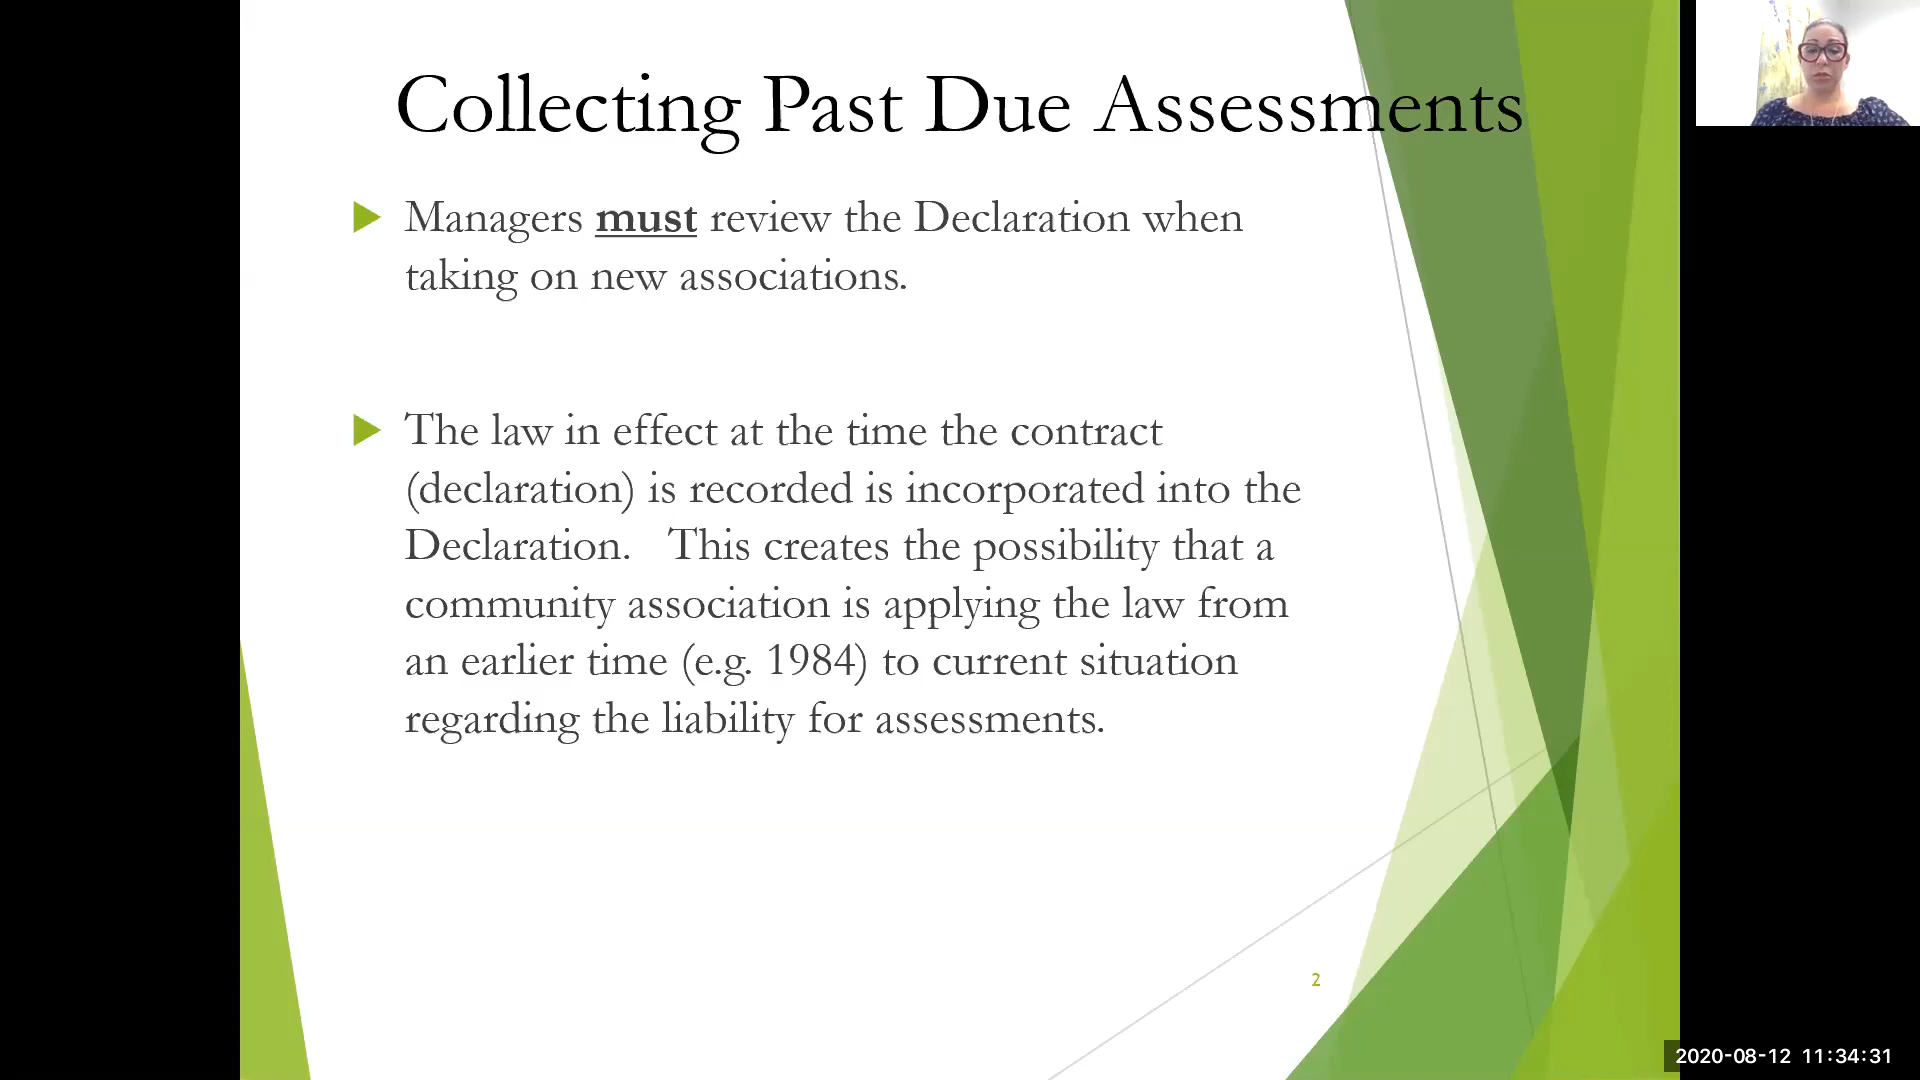 Collecting Past Due Assessments
Managers must review the Declaration when
taking on new associations.
The law in effect at the time the contract
(declaration) is recorded is incorporated into the
Declaration.   This creates the possibility that a
community association is applying the law from
an earlier time (e.g. 1984) to current situation
regarding the liability for assessments.
2
2020-08-12 11:34:31